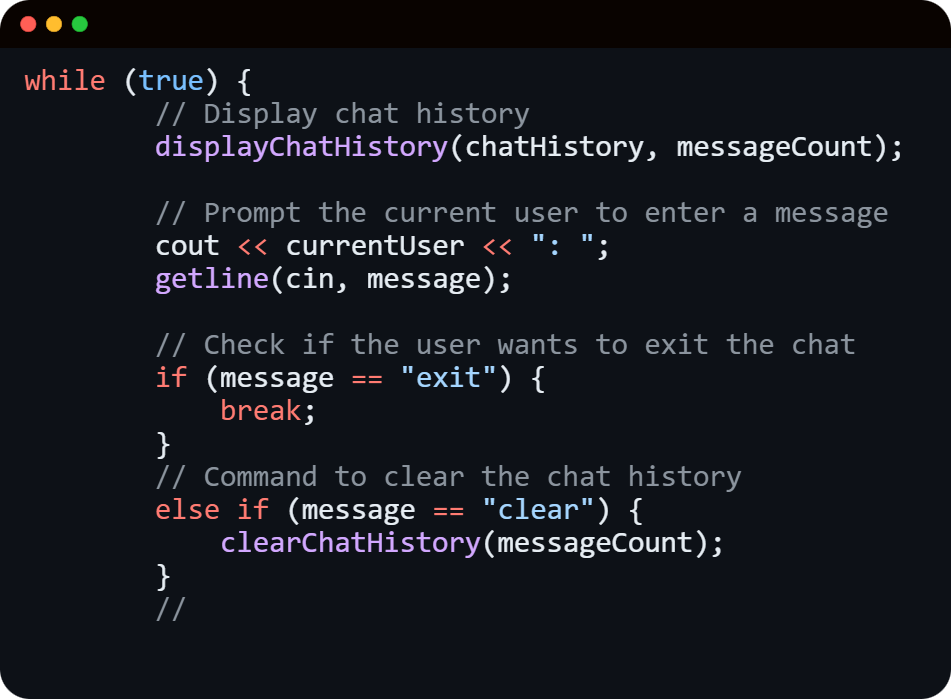 while (true) {
        // Display chat history
        displayChatHistory(chatHistory, messageCount);

        // Prompt the current user to enter a message
        cout << currentUser << ": ";
        getline(cin, message);

        // Check if the user wants to exit the chat
        if (message == "exit") {
            break;
        }
        // Command to clear the chat history
        else if (message == "clear") {
            clearChatHistory(messageCount);
        }
        //